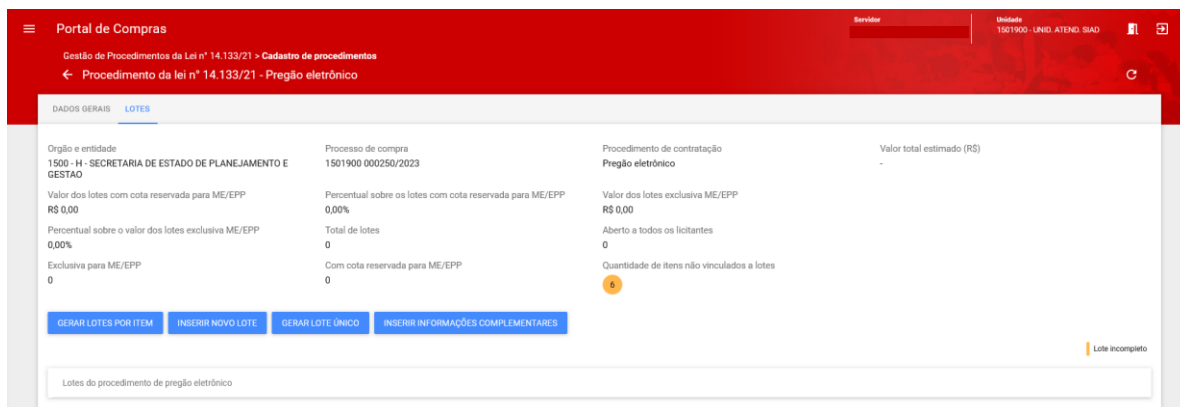 Portal de Compras
Servidor
Unidade
1501900 - UNID. ATEND. SIAD
Gestão de Procedimentos da Lei n° 14.133/21 > Cadastro de procedimentos
Procedimento da lei n° 14.133/21 - Pregão eletrônico
DADOS GERAIS LOTES
Orgão e entidade
1500 - H - SECRETARIA DE ESTADO DE PLANEJAMENTO E
GESTAO
Processo de compra
1501900 000250/2023
Procedimento de contratação
Pregão eletrônico
Valor total estimado (R$)
-
Valor dos lotes com cota reservada para ME/EPP
R$ 0,00
Percentual sobre os lotes com cota reservada para ME/EPP
0,00%
Valor dos lotes exclusiva ME/EPP
R$ 0,00
Percentual sobre o valor dos lotes exclusiva ME/EPP
0,00%
Total de lotes
0
Aberto a todos os licitantes
0
Exclusiva para ME/EPP
0
Com cota reservada para ME/EPP
0
Quantidade de itens não vinculados a lotes
6
GERAR LOTES POR ITEM INSERIR NOVO LOTE GERAR LOTE ÚNICO INSERIR INFORMAÇÕES COMPLEMENTARES
Lote incompleto
Lotes do procedimento de pregão eletrônico